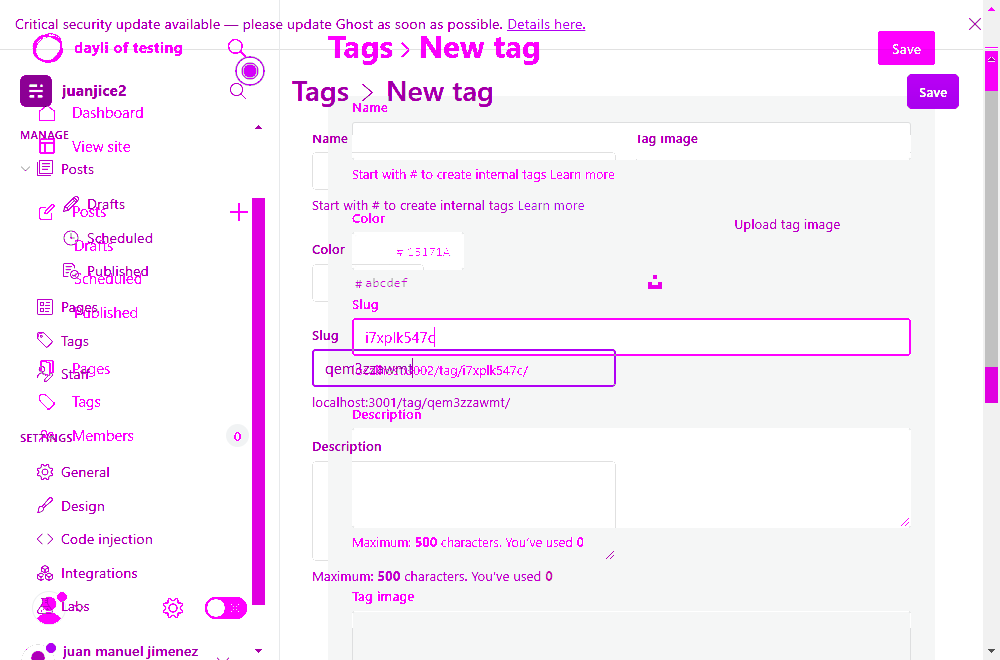 Critical security update available — please update Ghost as soon as possible. Details here.
dayli of testing
Tags > New tag
Save
juanjice2
Tags > New tag
Save
Dashboard
Name
MANAGE
Name
Tag image
View site
Posts
Start with # to create internal tags Learn more
Drafts
Posts
Start with # to create internal tags Learn more
Color
Upload tag image
Scheduled
Drafts
Color
# 15171A
Published
Scheduled
# abcdef
Pages
Published
Slug
Slug
i7xplk547c
Tags
Staff
Pages
qem3zzawmt
localhost:3002/tag/i7xplk547c/
Tags
localhost:3001/tag/qem3zzawmt/
Description
SETTINGS
Members
0
Description
General
Design
Code injection
Maximum: 500 characters. You've used 0
Integrations
Maximum: 500 characters. You've used 0
Tag image
Labs
juan manuel jimenez